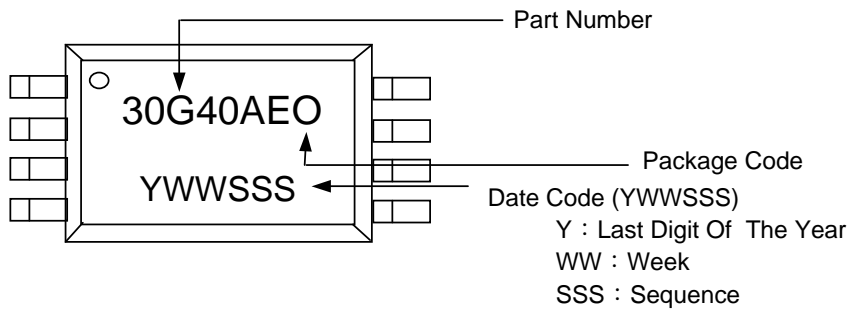 Part Number
30G40AEO
Package Code
YWWSSS
Date Code (YWWSSS)
Y：Last Digit Of The Year
WW：Week
SSS：Sequence